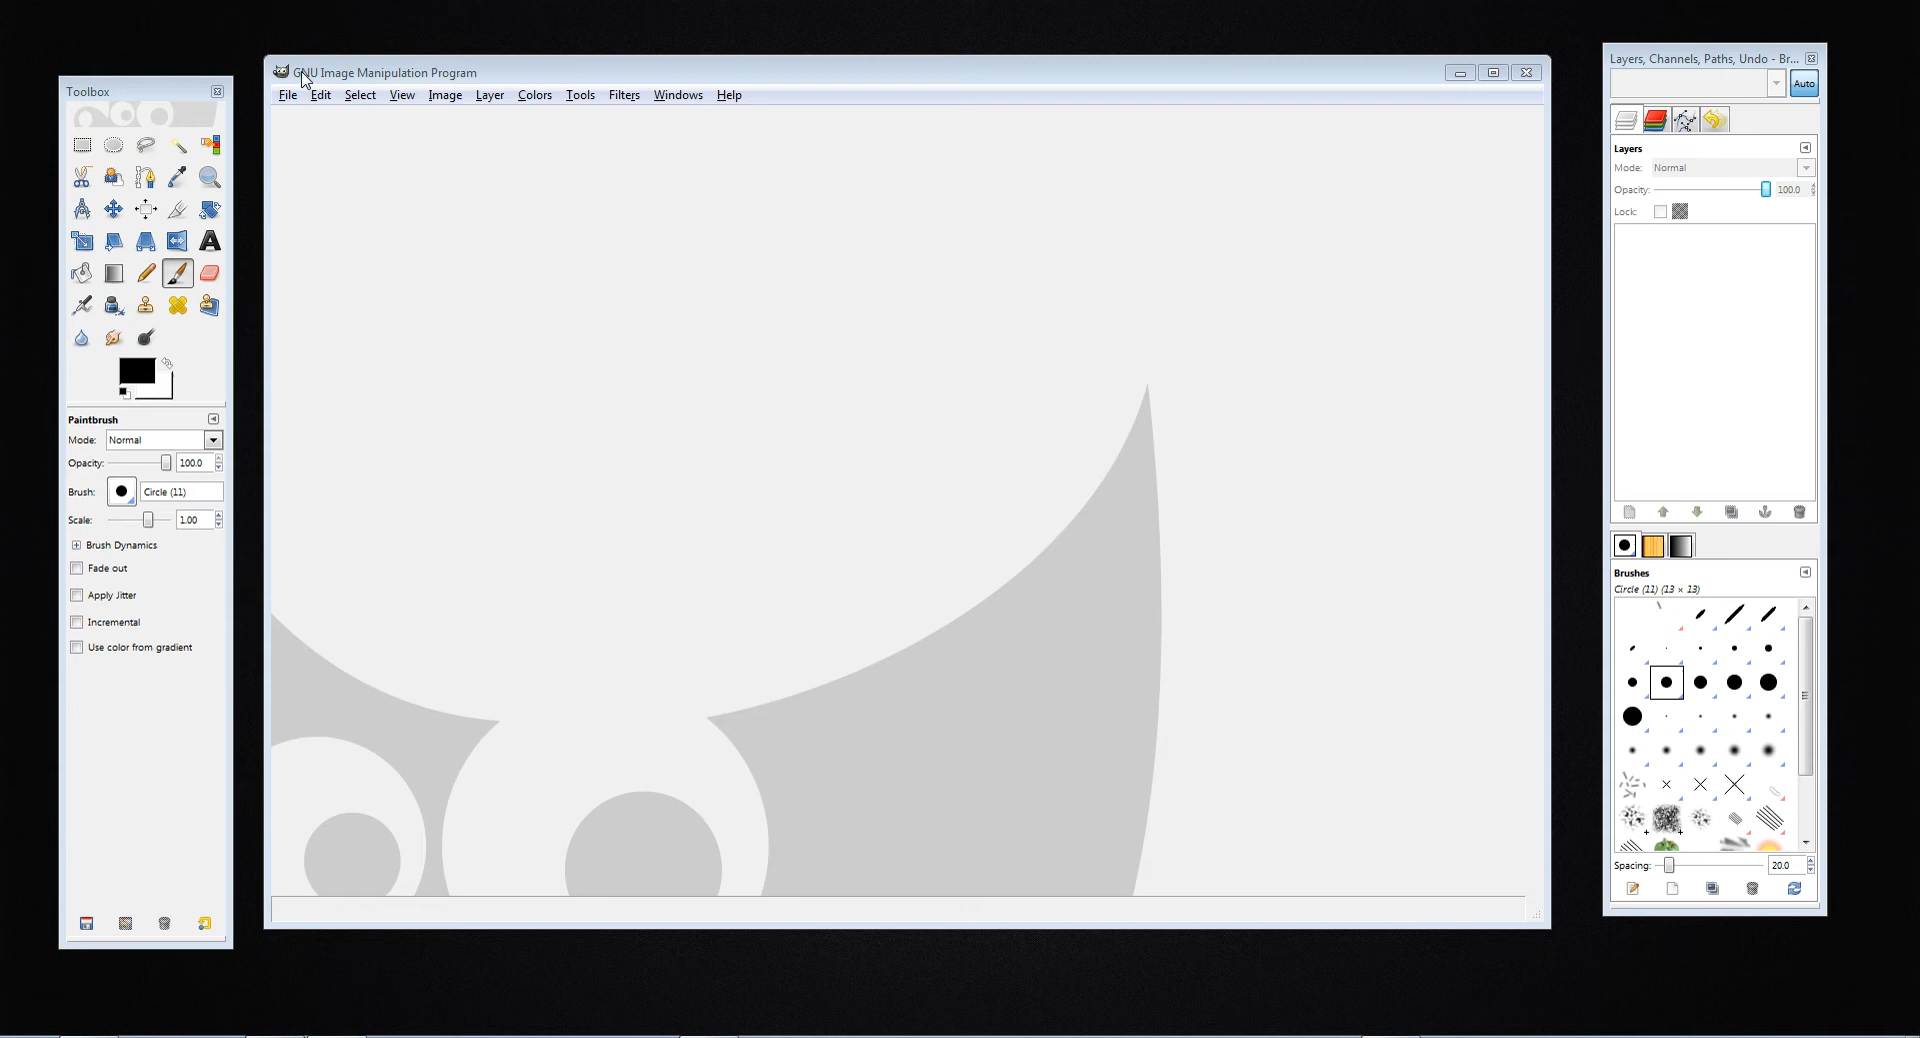 GNU Image Manipulation Program
File Edit Select View Image Layer Colors Tools Filters Windows Help
Toolbox
Paintbrush
Mode: Normal
Opacity: 100.0
Brush: Circle (11)
Scale: 1.00
Brush Dynamics
Fade out
Apply Jitter
Incremental
Use color from gradient
Layers, Channels, Paths, Undo - Br...
Auto
Layers
Mode: Normal
Opacity: 100.0
Lock:
Brushes
Circle (11) (13 × 13)
Spacing: 20.0